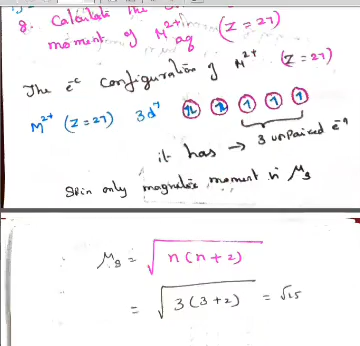 8. Calculate the
moment of M²⁺ aq (Z = 27)
The e⁻ Configuration of M²⁺ (Z = 27)
M²⁺ (Z = 27) 3d⁷ ⥮ ⥮ ↿ ↿ ↿
it has → 3 unpaired e⁻s
Spin only magnetic moment in μs
μs = √n(n+2)
= √3(3+2) = √15